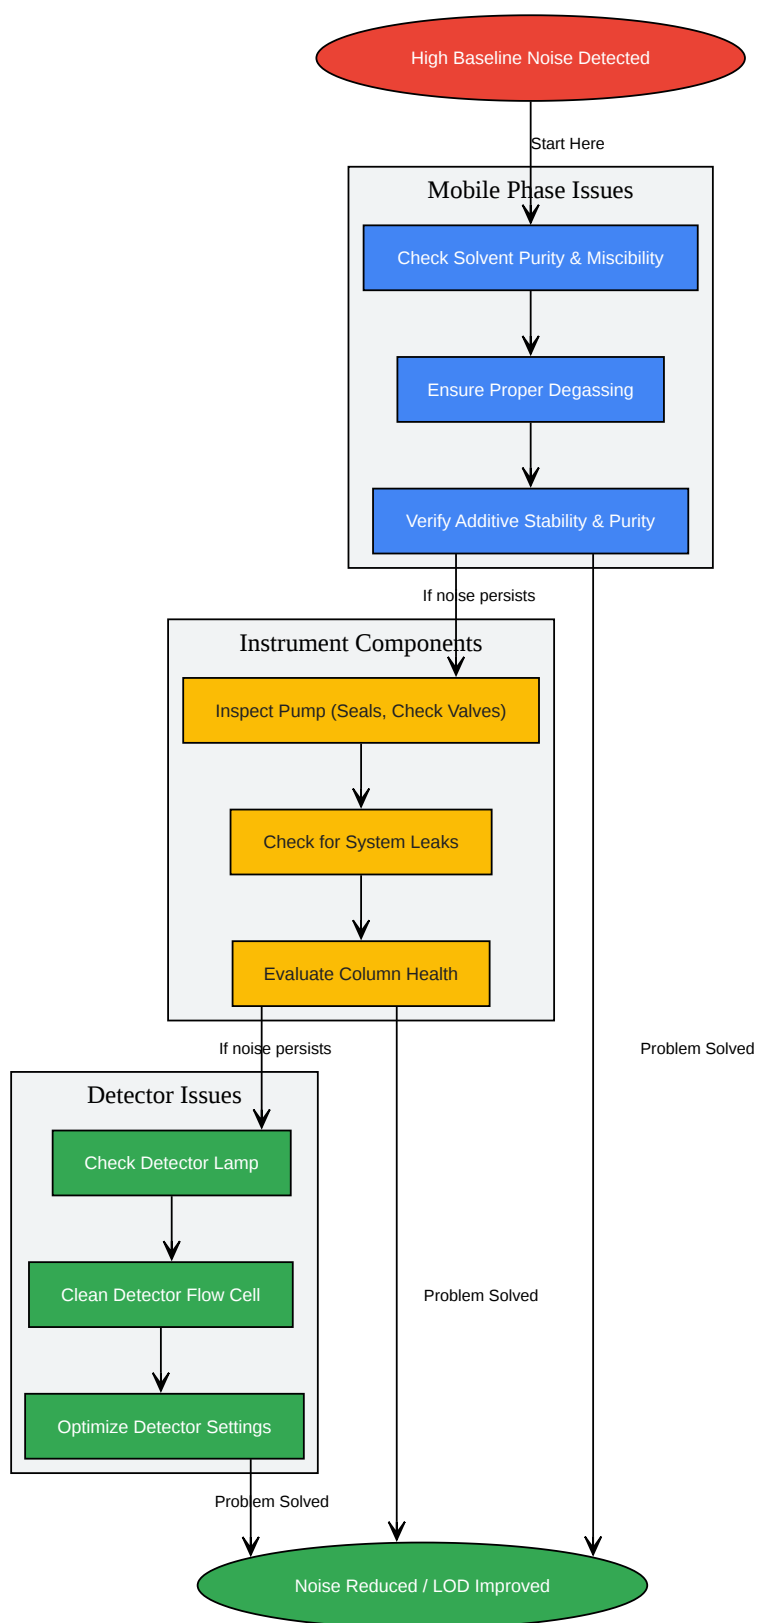 High Baseline Noise Detected
Start Here
Mobile Phase Issues
Check Solvent Purity & Miscibility
Ensure Proper Degassing
Verify Additive Stability & Purity
If noise persists
Instrument Components
Inspect Pump (Seals, Check Valves)
Check for System Leaks
Evaluate Column Health
If noise persists
Problem Solved
Detector Issues
Check Detector Lamp
Clean Detector Flow Cell
Problem Solved
Optimize Detector Settings
Problem Solved
Noise Reduced / LOD Improved